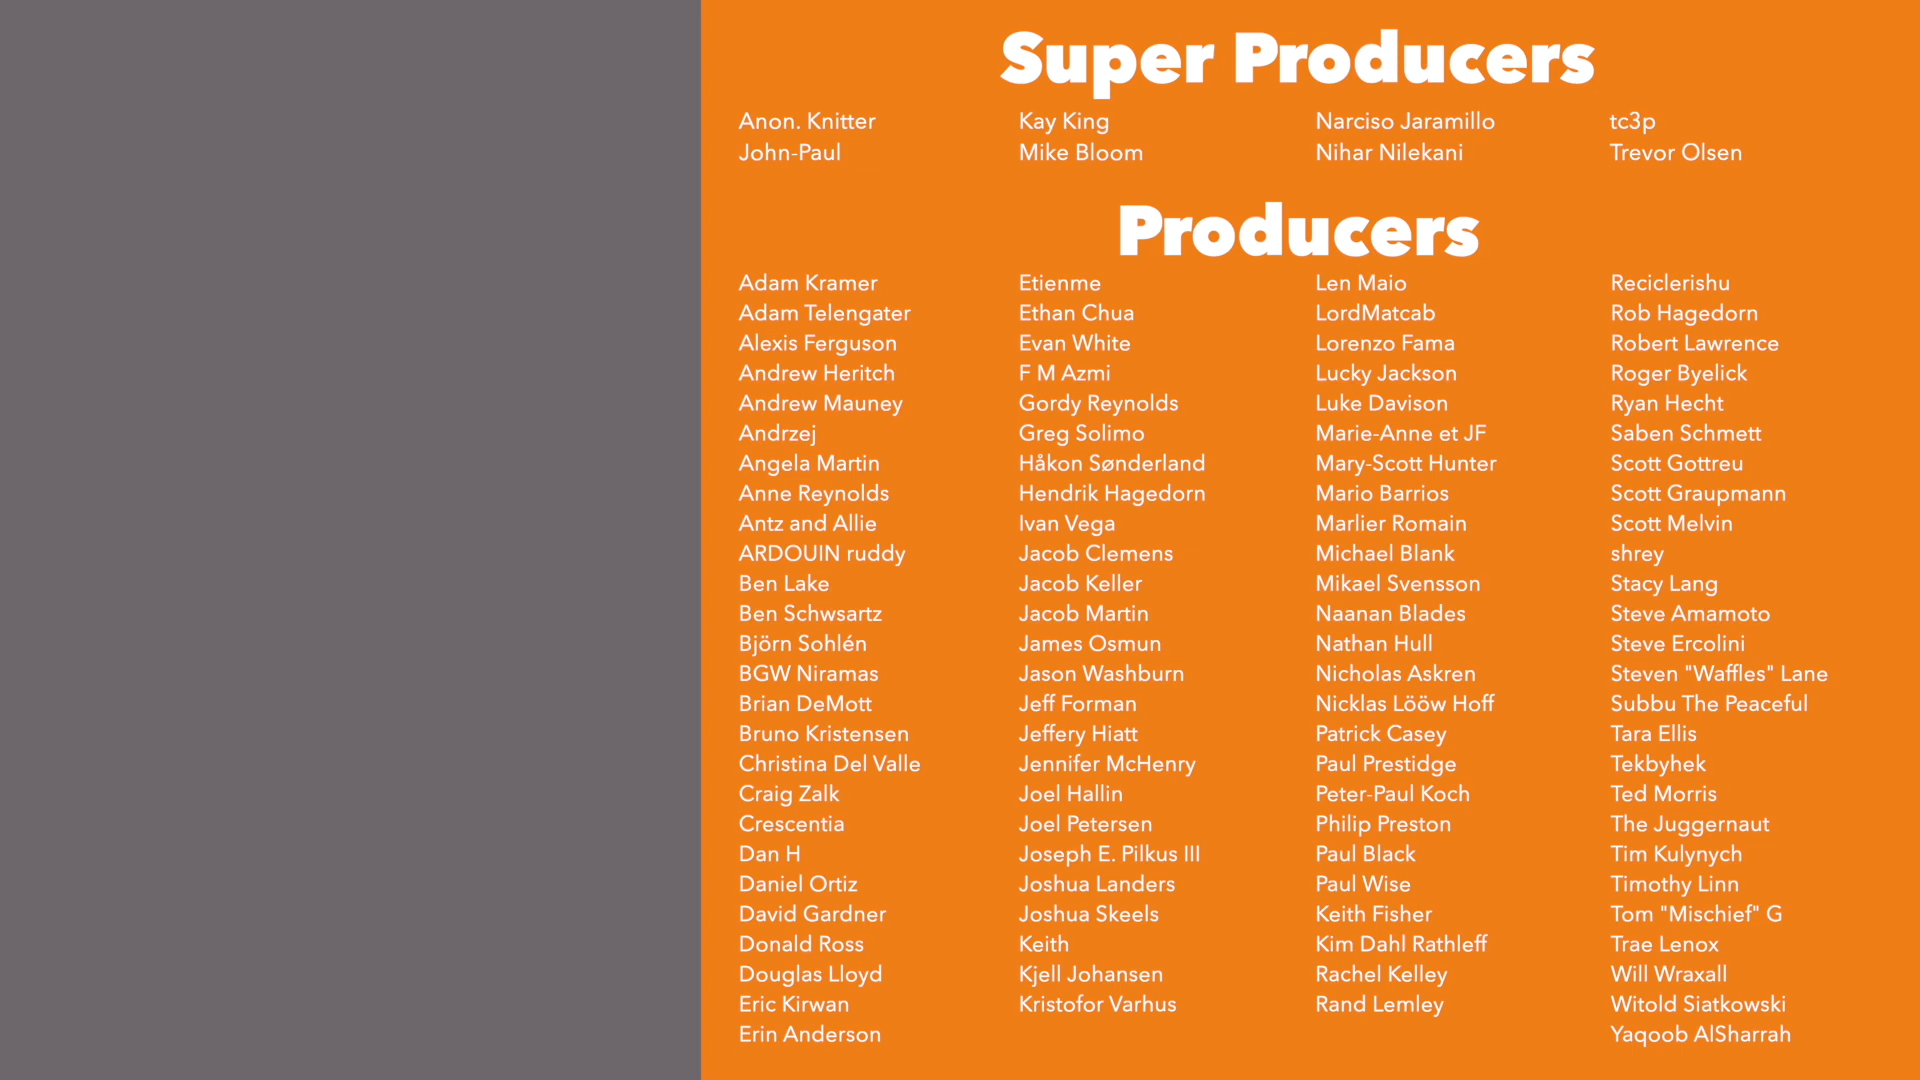 Super Producers
Anon. Knitter
John-Paul
Kay King
Mike Bloom
Narciso Jaramillo
Nihar Nilekani
tc3p
Trevor Olsen
Producers
Adam Kramer
Adam Telengater
Alexis Ferguson
Andrew Heritch
Andrew Mauney
Andrzej
Angela Martin
Anne Reynolds
Antz and Allie
ARDOUIN ruddy
Ben Lake
Ben Schwsartz
Björn Sohlén
BGW Niramas
Brian DeMott
Bruno Kristensen
Christina Del Valle
Craig Zalk
Crescentia
Dan H
Daniel Ortiz
David Gardner
Donald Ross
Douglas Lloyd
Eric Kirwan
Erin Anderson
Etienme
Ethan Chua
Evan White
F M Azmi
Gordy Reynolds
Greg Solimo
Håkon Sønderland
Hendrik Hagedorn
Ivan Vega
Jacob Clemens
Jacob Keller
Jacob Martin
James Osmun
Jason Washburn
Jeff Forman
Jeffery Hiatt
Jennifer McHenry
Joel Hallin
Joel Petersen
Joseph E. Pilkus III
Joshua Landers
Joshua Skeels
Keith
Kjell Johansen
Kristofor Varhus
Len Maio
LordMatcab
Lorenzo Fama
Lucky Jackson
Luke Davison
Marie-Anne et JF
Mary-Scott Hunter
Mario Barrios
Marlier Romain
Michael Blank
Mikael Svensson
Naanan Blades
Nathan Hull
Nicholas Askren
Nicklas Lööw Hoff
Patrick Casey
Paul Prestidge
Peter-Paul Koch
Philip Preston
Paul Black
Paul Wise
Keith Fisher
Kim Dahl Rathleff
Rachel Kelley
Rand Lemley
Reciclerishu
Rob Hagedorn
Robert Lawrence
Roger Byelick
Ryan Hecht
Saben Schmett
Scott Gottreu
Scott Graupmann
Scott Melvin
shrey
Stacy Lang
Steve Amamoto
Steve Ercolini
Steven "Waffles" Lane
Subbu The Peaceful
Tara Ellis
Tekbyhek
Ted Morris
The Juggernaut
Tim Kulynych
Timothy Linn
Tom "Mischief" G
Trae Lenox
Will Wraxall
Witold Siatkowski
Yaqoob AlSharrah